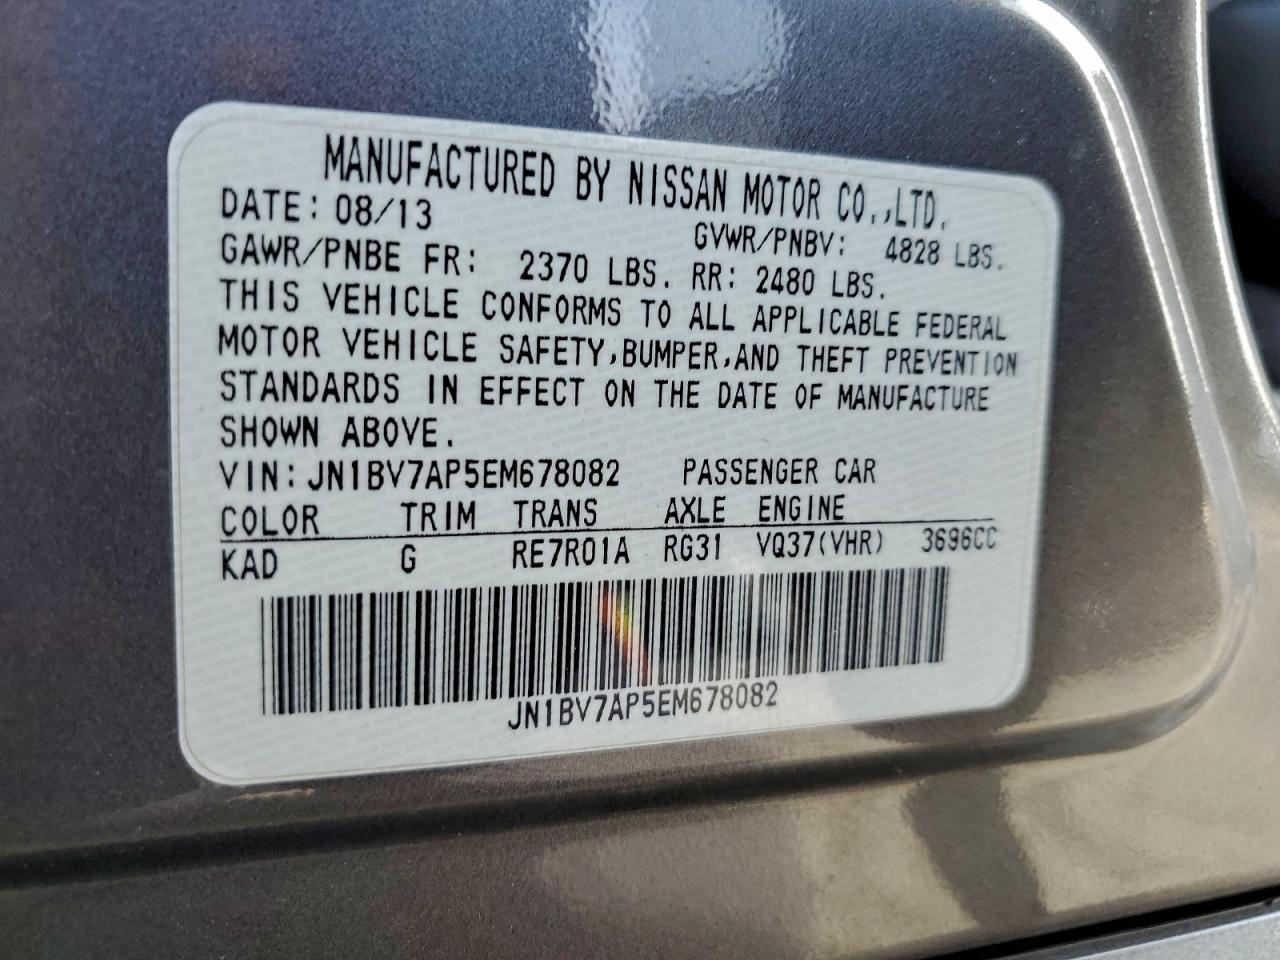 MANUFACTURED BY NISSAN MOTOR CO.,LTD.
DATE: 08/13 GVWR/PNBV: 4828 LBS.
GAWR/PNBE FR: 2370 LBS. RR: 2480 LBS.
THIS VEHICLE CONFORMS TO ALL APPLICABLE FEDERAL
MOTOR VEHICLE SAFETY,BUMPER,AND THEFT PREVENTION
STANDARDS IN EFFECT ON THE DATE OF MANUFACTURE
SHOWN ABOVE.
VIN:JN1BV7AP5EM678082 PASSENGER CAR
COLOR TRIM TRANS AXLE ENGINE
KAD G RE7R01A RG31 VQ37(VHR) 3696CC
JN1BV7AP5EM678082